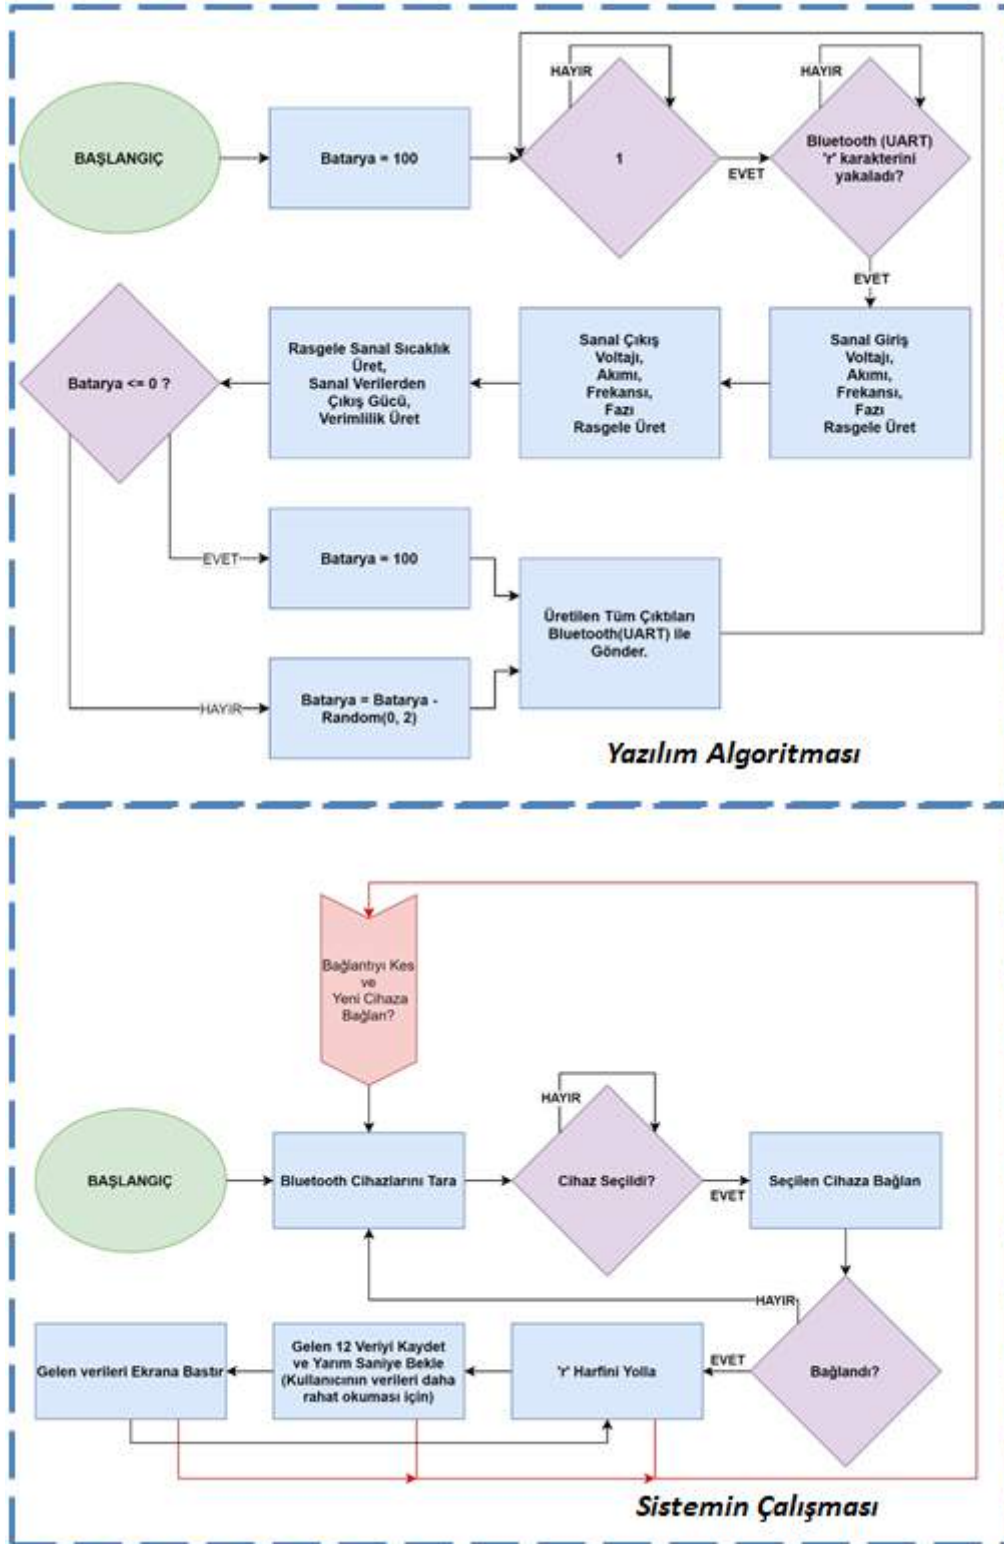 HAYIR
HAYIR
BAŞLANGIÇ
Batarya = 100
1
EVET
Bluetooth (UART)
'r' karakterini
yakaladı?
EVET
Batarya <= 0 ?
Rasgele Sanal Sıcaklık
Üret,
Sanal Verilerden
Çıkış Gücü,
Verimlilik Üret
Sanal Çıkış
Voltajı,
Akımı,
Frekansı,
Fazı
Rasgele Üret
Sanal Giriş
Voltajı,
Akımı,
Frekansı,
Fazı
Rasgele Üret
EVET
Batarya = 100
Üretilen Tüm Çıktıları
Bluetooth(UART) ile
Gönder.
HAYIR
Batarya = Batarya -
Random(0, 2)
Yazılım Algoritması
Bağlantıyı Kes
ve
Yeni Cihaza
Bağlan?
HAYIR
BAŞLANGIÇ
Bluetooth Cihazlarını Tara
Cihaz Seçildi?
EVET
Seçilen Cihaza Bağlan
HAYIR
Gelen verileri Ekrana Bastır
Gelen 12 Veriyi Kaydet
ve Yarım Saniye Bekle
(Kullanıcının verileri daha
rahat okuması için)
'r' Harfini Yolla
EVET
Bağlandı?
Sistemin Çalışması